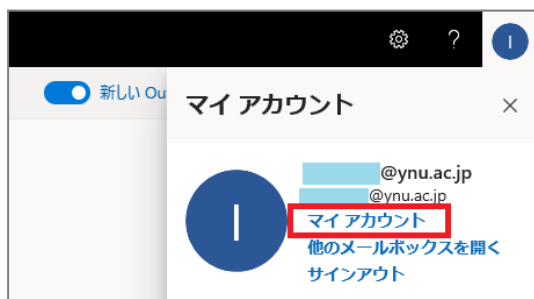 ?
I
新しい Ou
マイ アカウント
×
@ynu.ac.jp
@ynu.ac.jp
I
マイ アカウント
他のメールボックスを開く
サインアウト